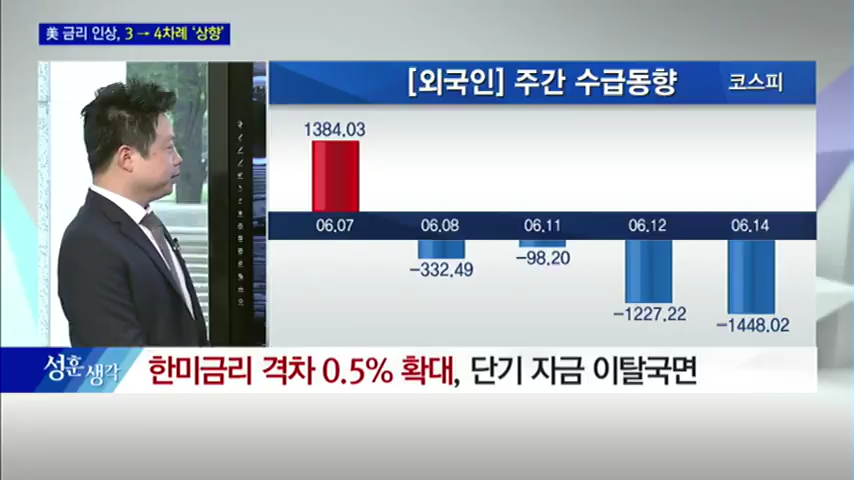 美 금리 인상, 3 → 4차례 '상향'
[외국인] 주간 수급동향
코스피
1384.03
06.07 06.08 06.11 06.12 06.14
-332.49
-98.20
-1227.22
-1448.02
성훈생각
한미금리 격차 0.5% 확대, 단기 자금 이탈국면